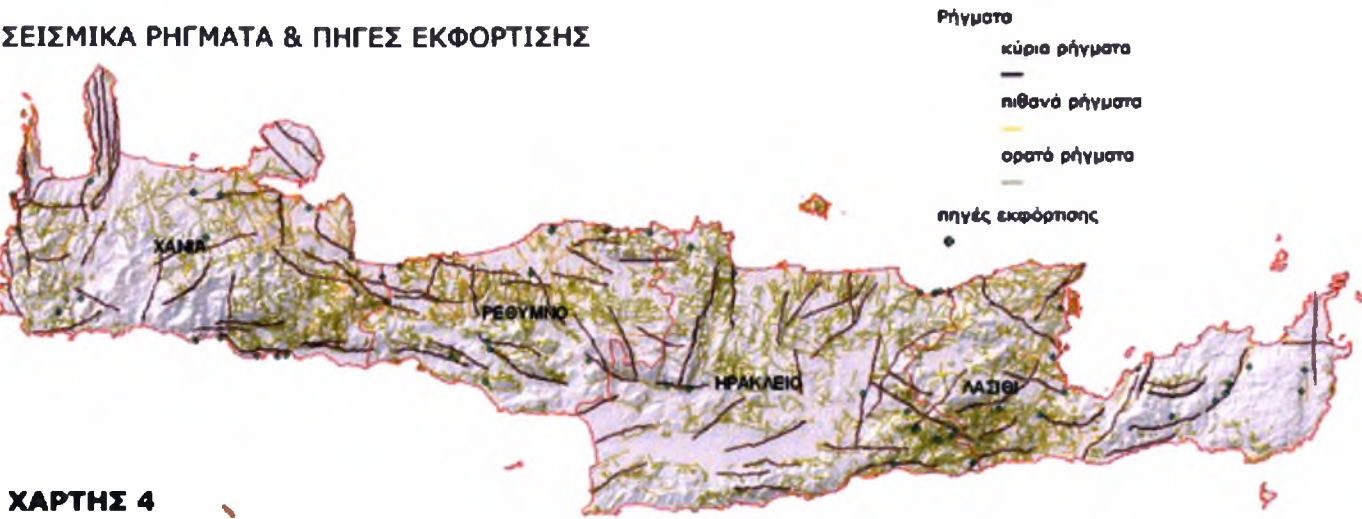 ΣΕΙΣΜΙΚΑ ΡΗΓΜΑΤΑ & ΠΗΓΕΣ ΕΚΦΟΡΤΙΣΗΣ
Ρήγματα
κύρια ρήγματα
πιθανά ρήγματα
ορατά ρήγματα
πηγές εκφόρτισης
ΧΑΝΙΑ
ΡΕΘΥΜΝΟ
ΗΡΑΚΛΕΙΟ
ΛΑΣΙΘΙ
ΧΑΡΤΗΣ 4